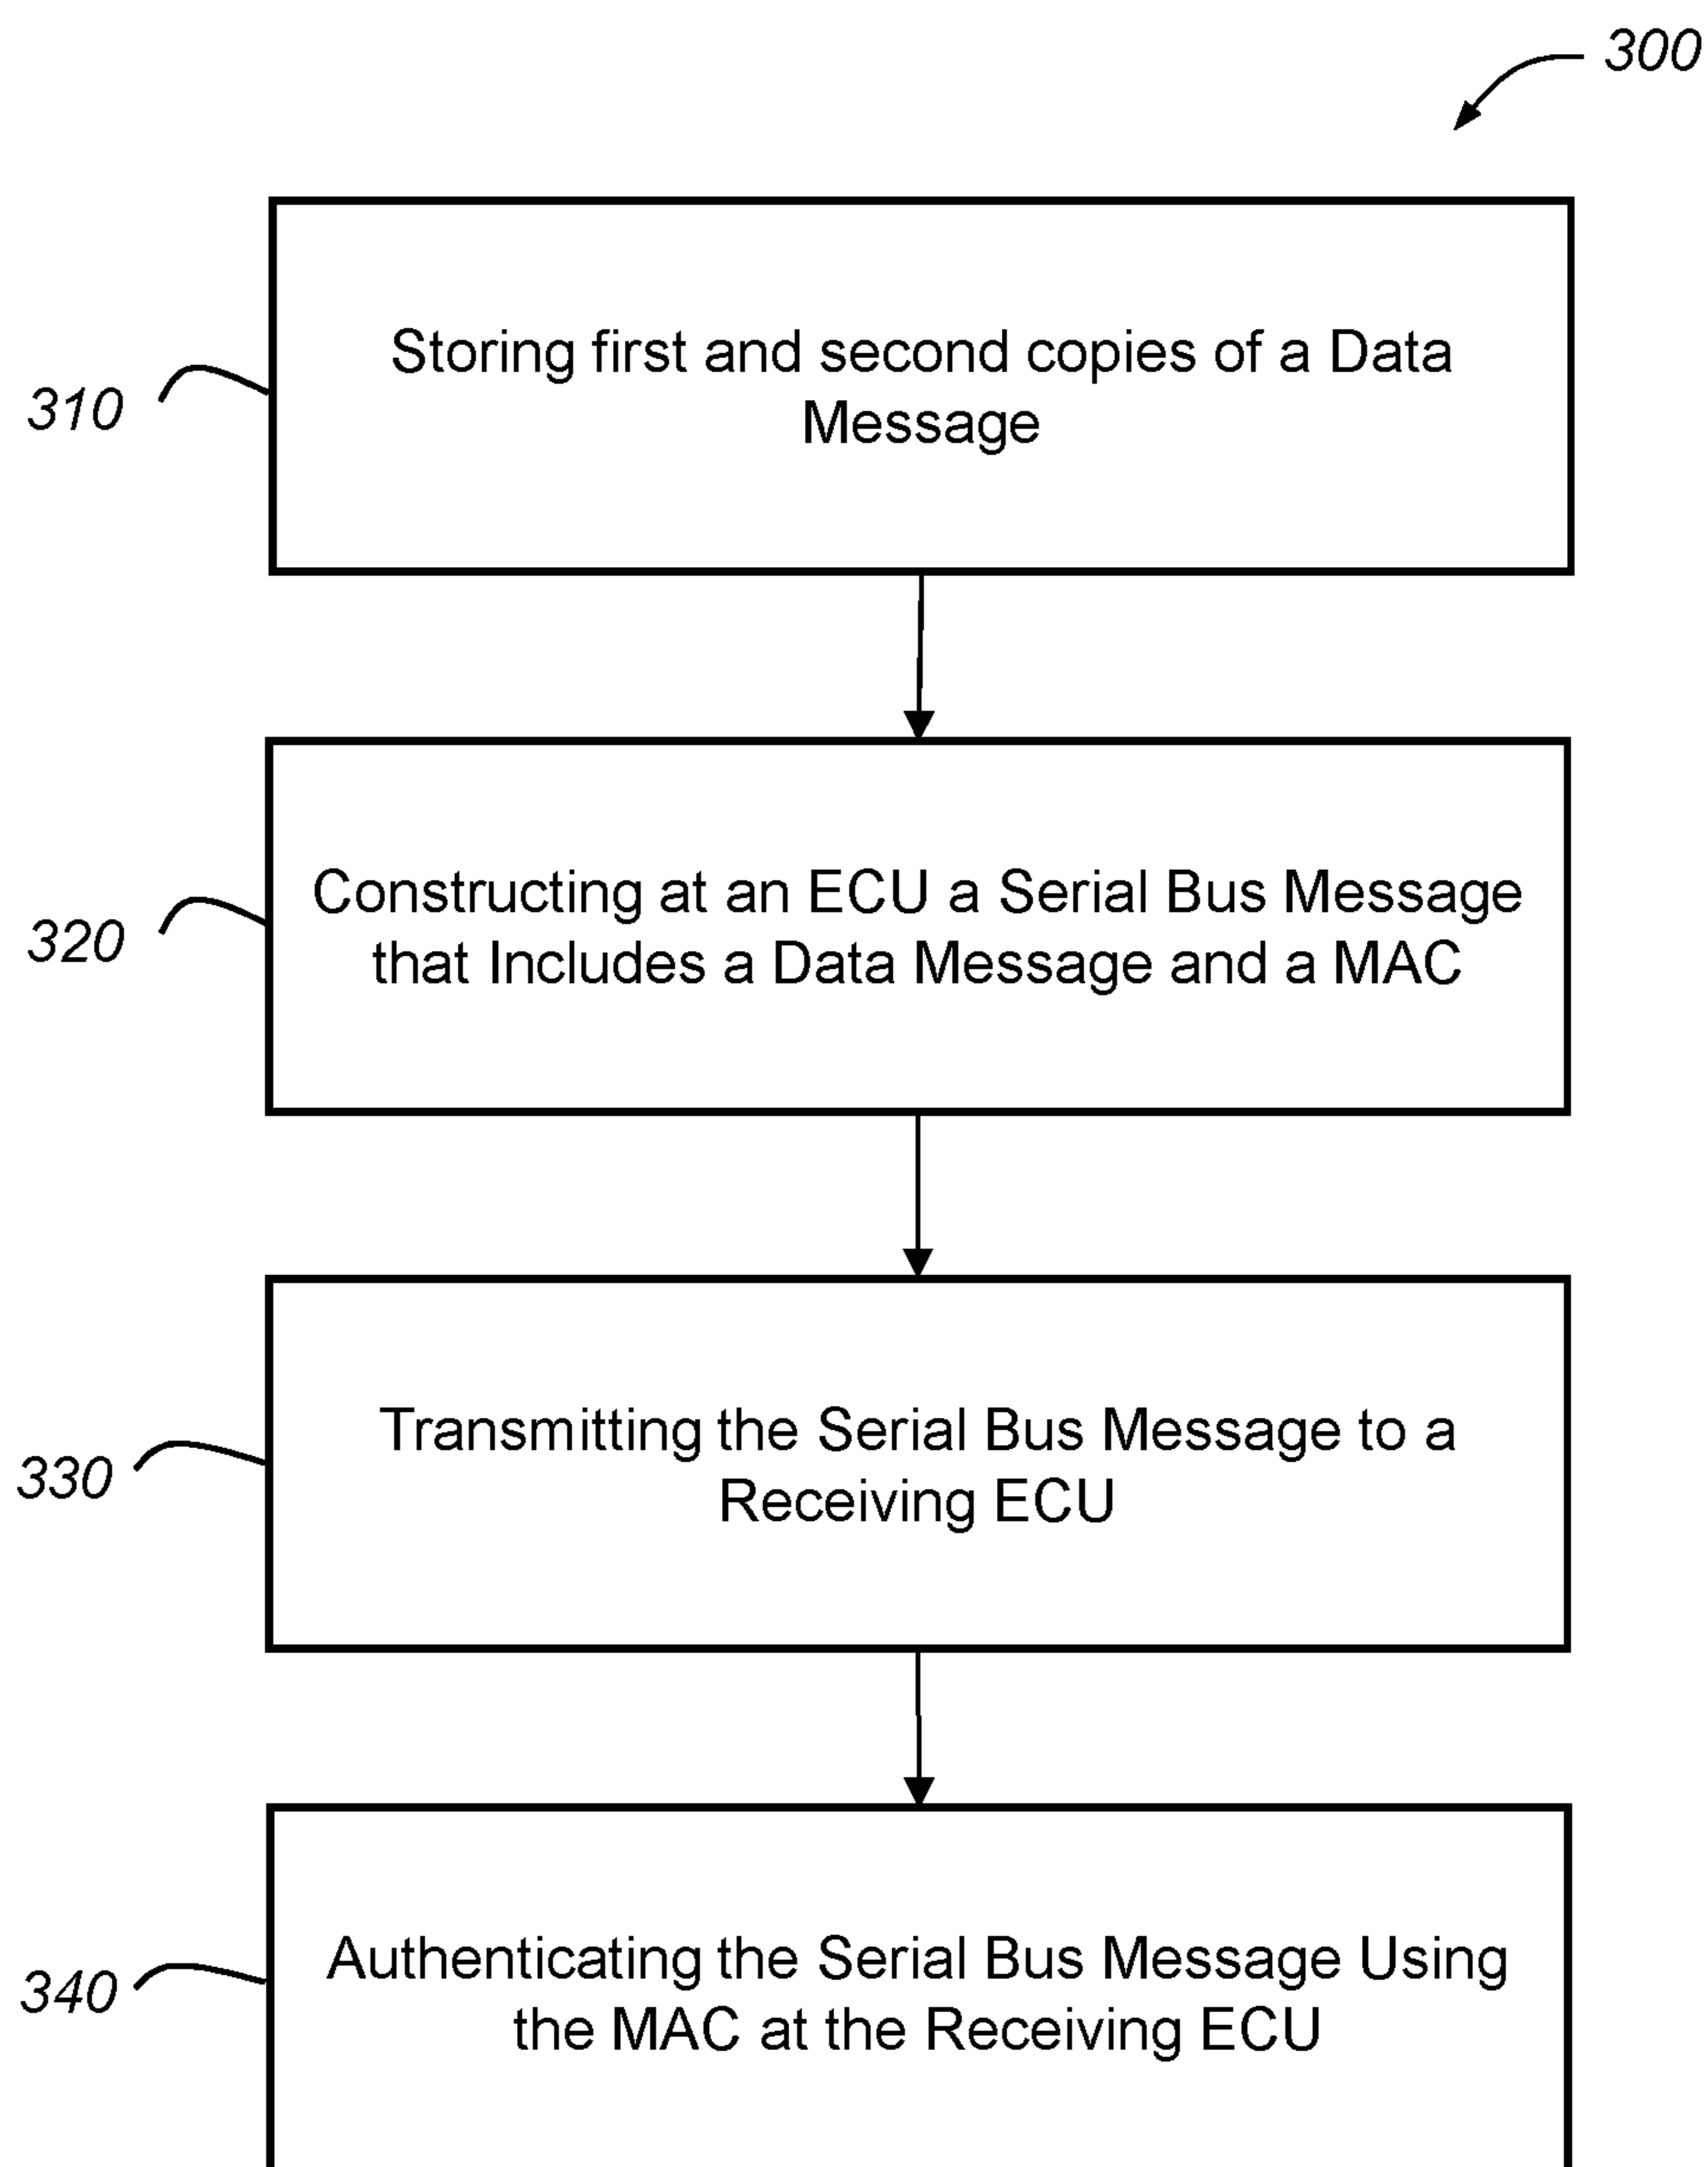 300
310
Storing first and second copies of a Data
Message
320
Constructing at an ECU a Serial Bus Message
that Includes a Data Message and a MAC
330
Transmitting the Serial Bus Message to a
Receiving ECU
340
Authenticating the Serial Bus Message Using
the MAC at the Receiving ECU